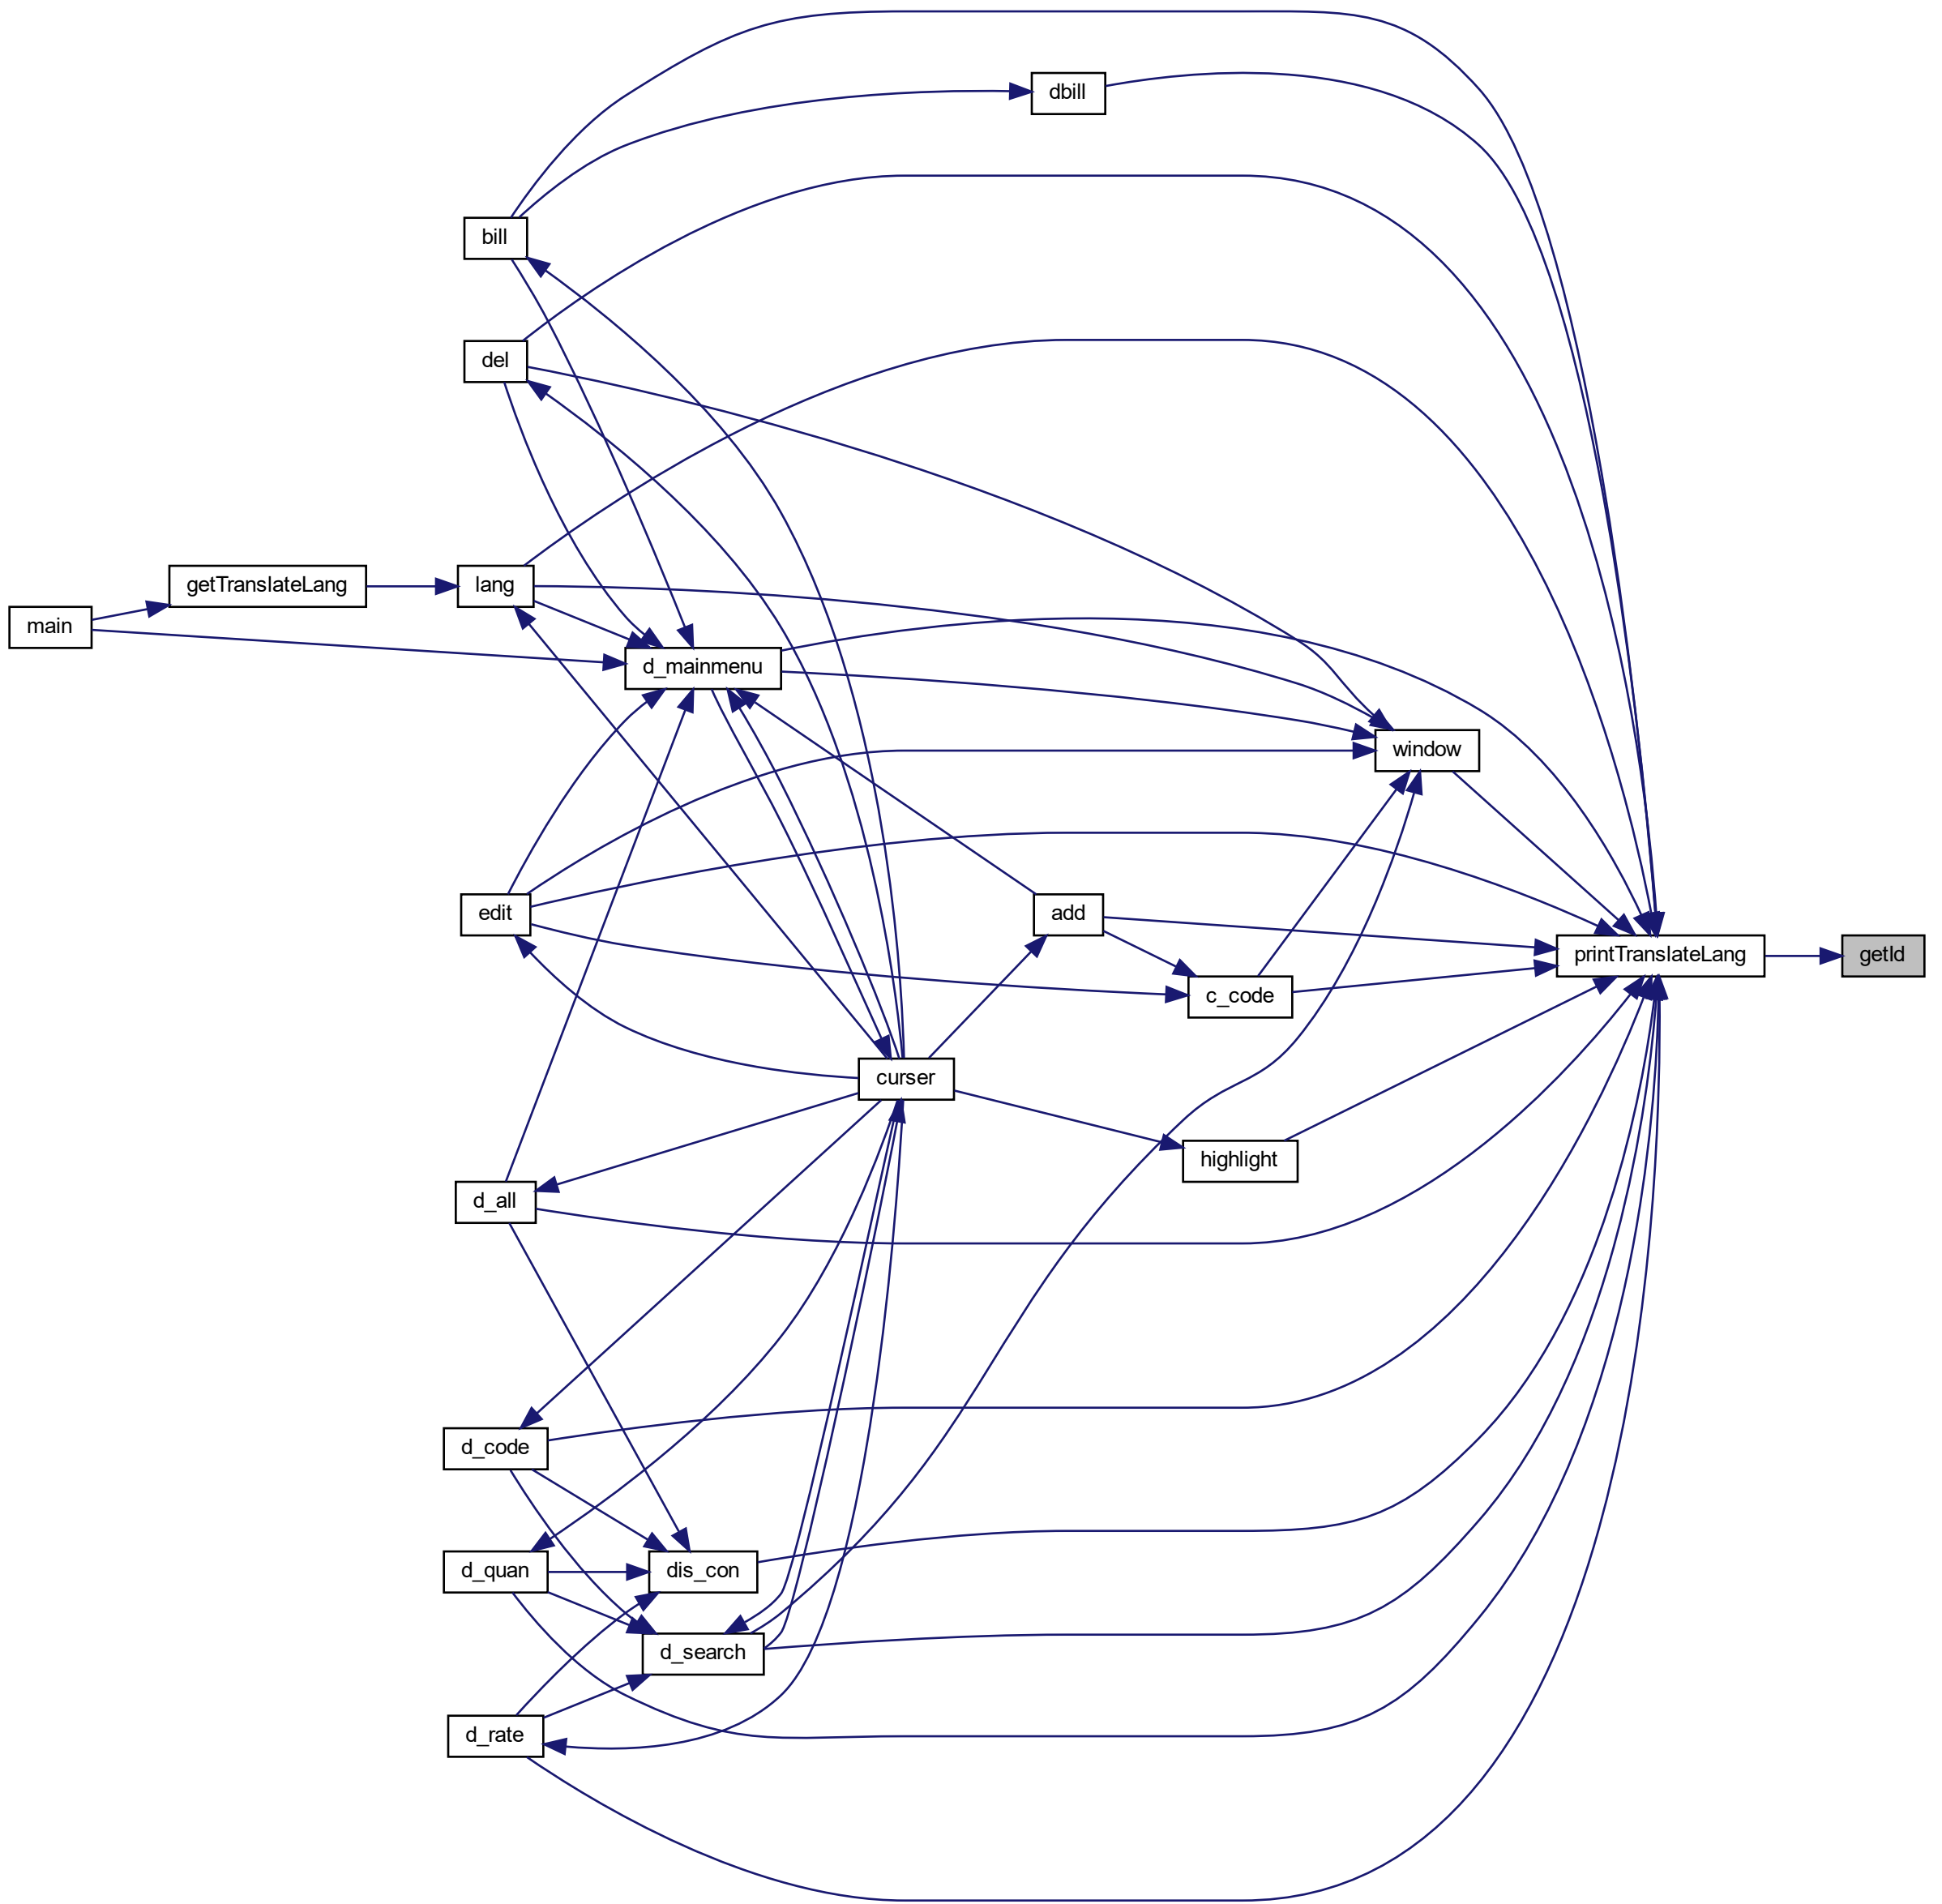 dbill
bill
del
getTranslateLang
lang
main
d_mainmenu
window
edit
add
printTranslateLang
getId
c_code
curser
highlight
d_all
d_code
d_quan
dis_con
d_search
d_rate